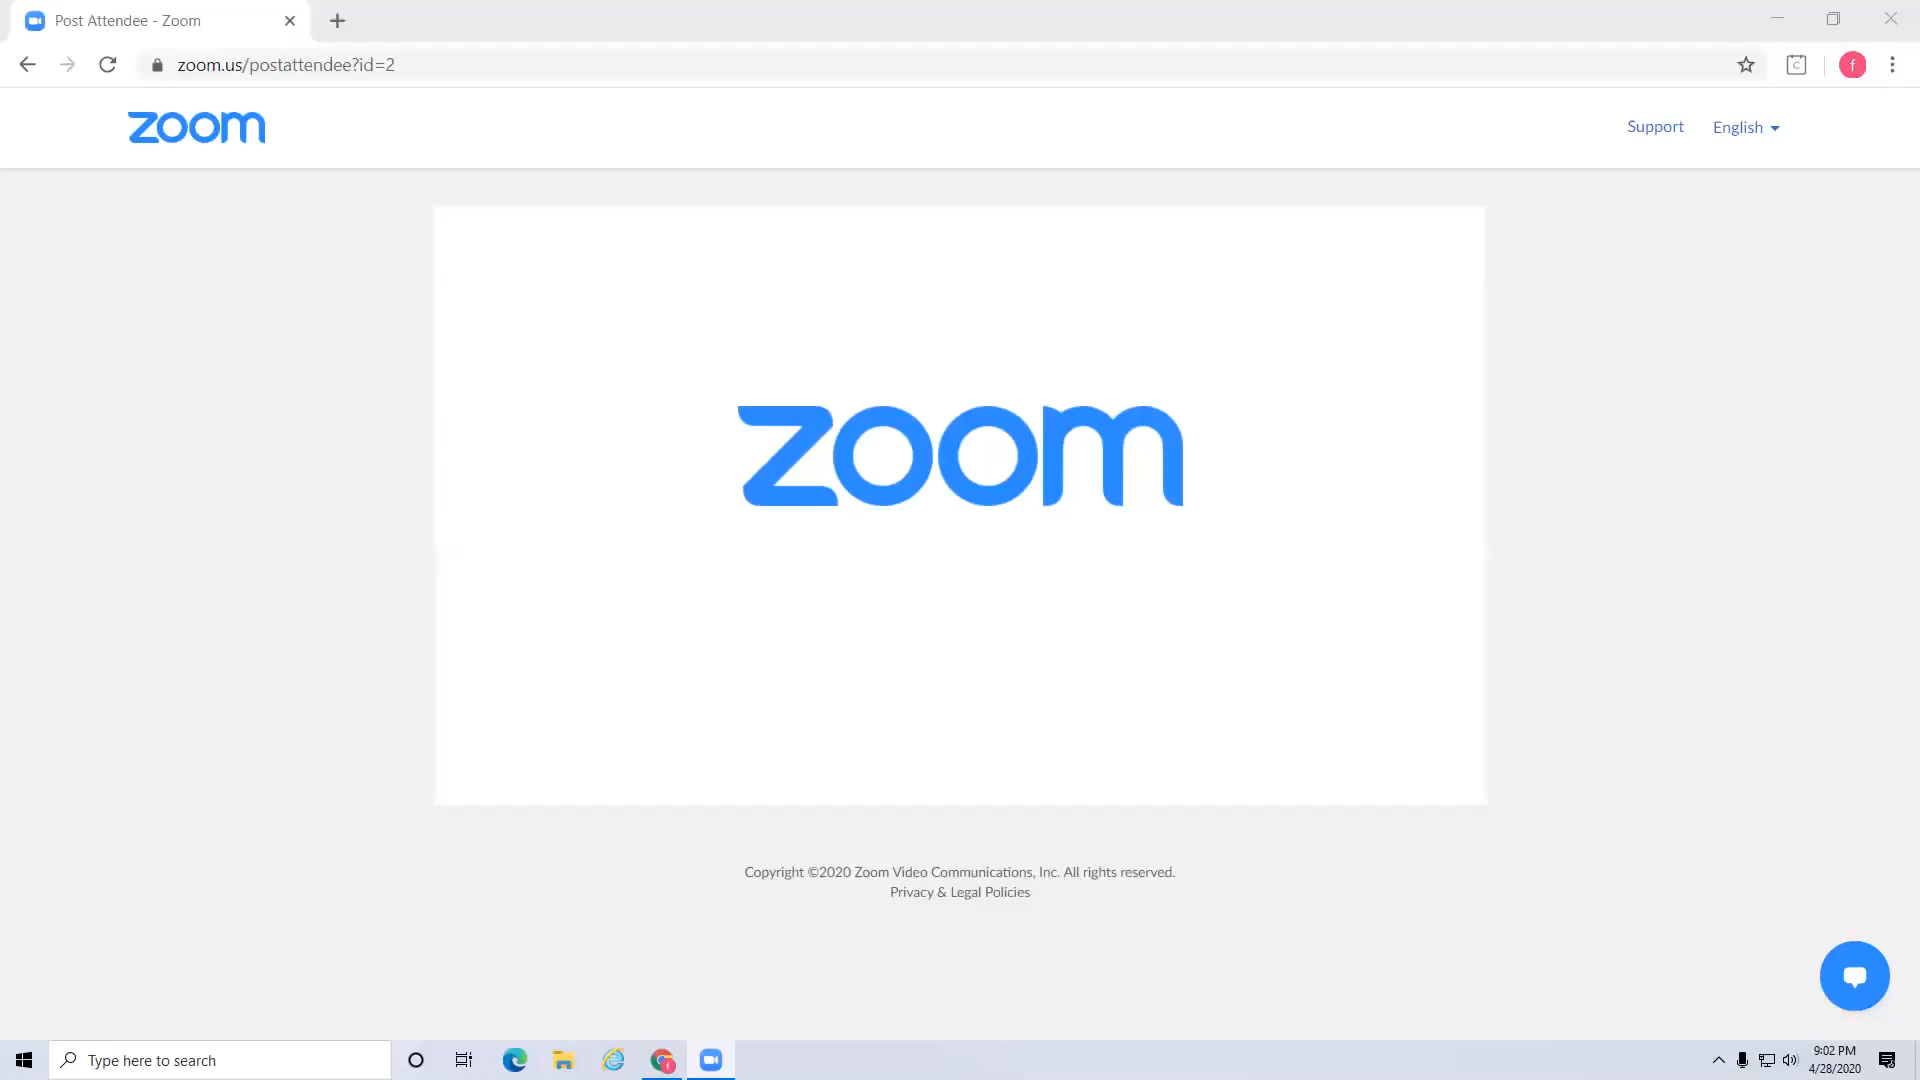 Post Attendee - Zoom
zoom.us/postattendee?id=2
f
zoom
Support
English
zoom
Copyright ©2020 Zoom Video Communications, Inc. All rights reserved.
Privacy & Legal Policies
Type here to search
9:02 PM
4/28/2020